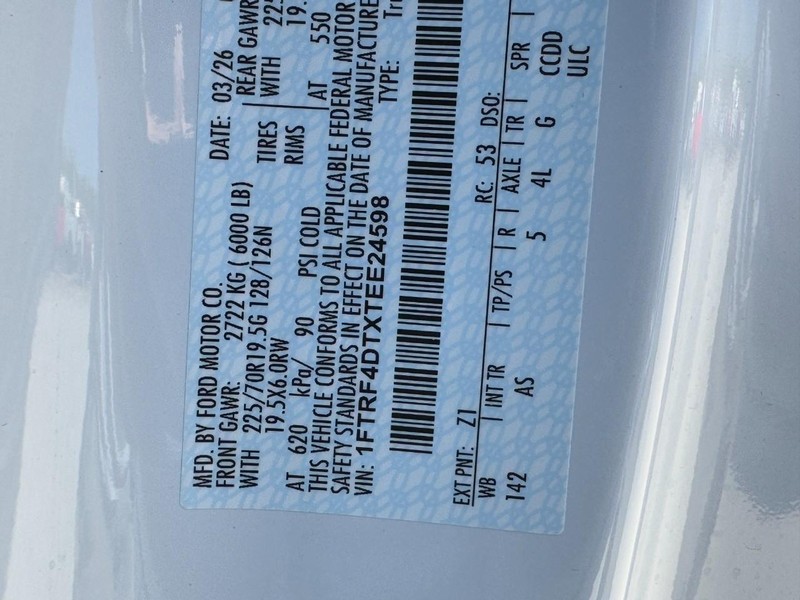 MFD. BY FORD MOTOR CO.
DATE: 03/26
FRONT GAWR: 2722 KG ( 6000 LB)
REAR GAWR
WITH 225/70R19.5G 128/126N
TIRES
WITH 225
19.5X6.0RW
RIMS
19.
AT 620 kPa/ 90 PSI COLD
AT 550
THIS VEHICLE CONFORMS TO ALL APPLICABLE FEDERAL MOTOR
SAFETY STANDARDS IN EFFECT ON THE DATE OF MANUFACTURE
VIN: 1FTRF4DTXTEE24598
TYPE: Tr
EXT PNT: Z1 RC: 53 DSO:
WB INT TR TP/PS R AXLE TR SPR
142 AS 5 4L G CCDD
ULC